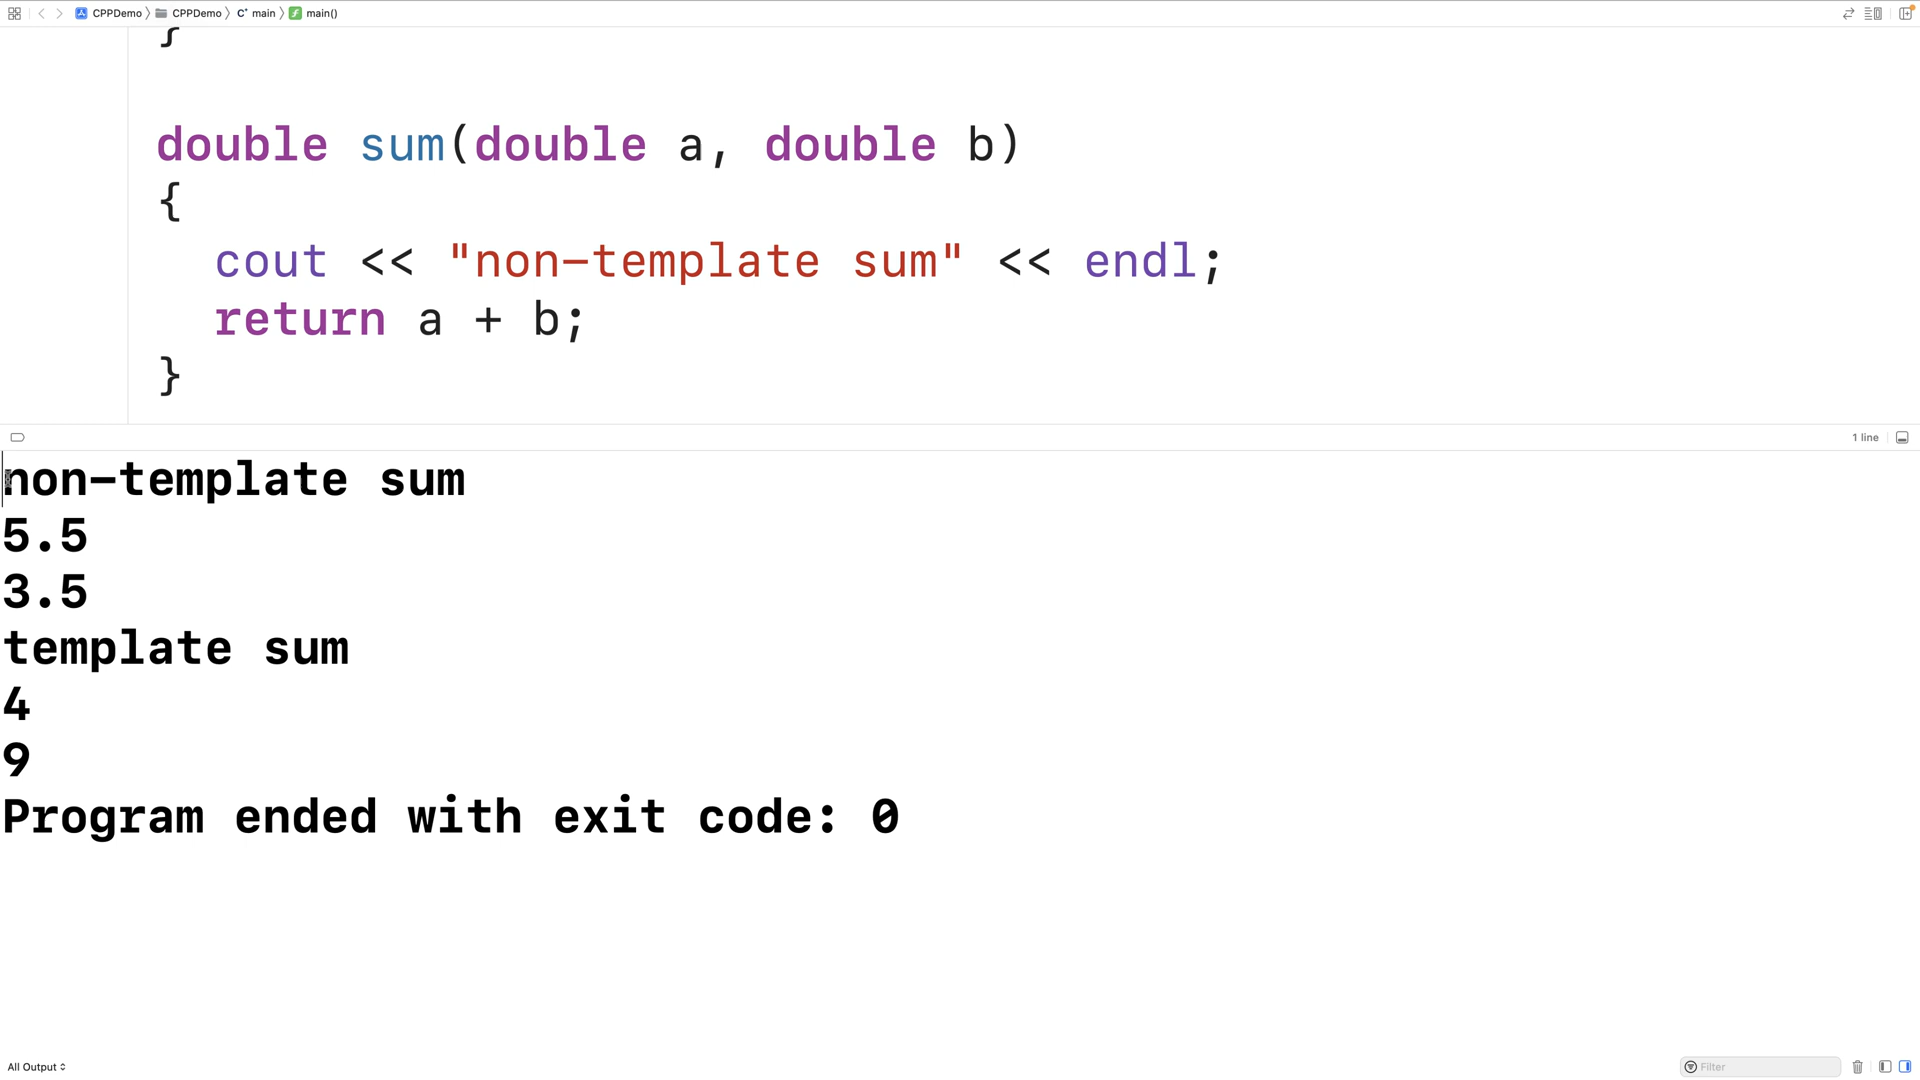 CPPDemo CPPDemo C+ main main()
}
double sum(double a, double b)
{
cout << "non-template sum" << endl;
return a + b;
}
1 line
non-template sum
5.5
3.5
template sum
4
9
Program ended with exit code: 0
All Output
Filter